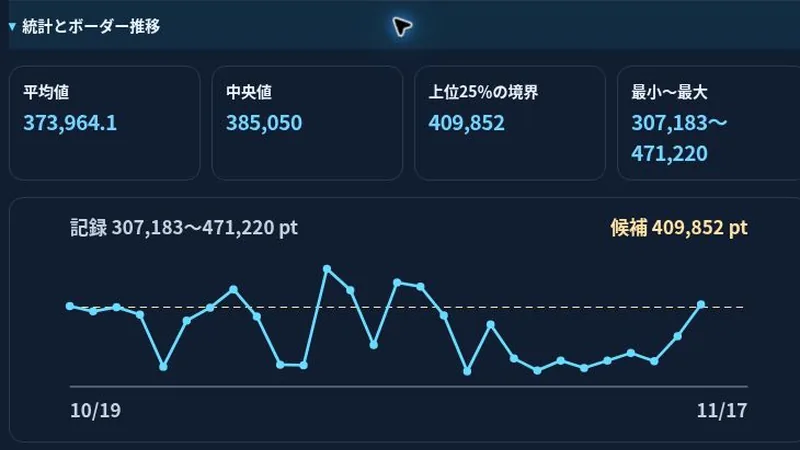 ▼ 統計とボーダー推移
平均値
373,964.1
中央値
385,050
上位25%の境界
409,852
最小〜最大
307,183〜
471,220
記録 307,183〜471,220 pt
候補 409,852 pt
10/19
11/17